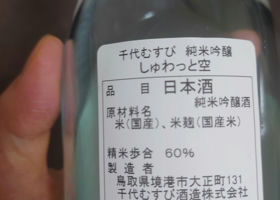 千代むすび 純米吟醸
しゅわっと空
品 目 日本酒
純米吟醸酒
原材料名
米(国産)、米麹(国産米)
精米歩合 60%
製造者
鳥取県境港市大正町131
千代むすび酒造株式会社